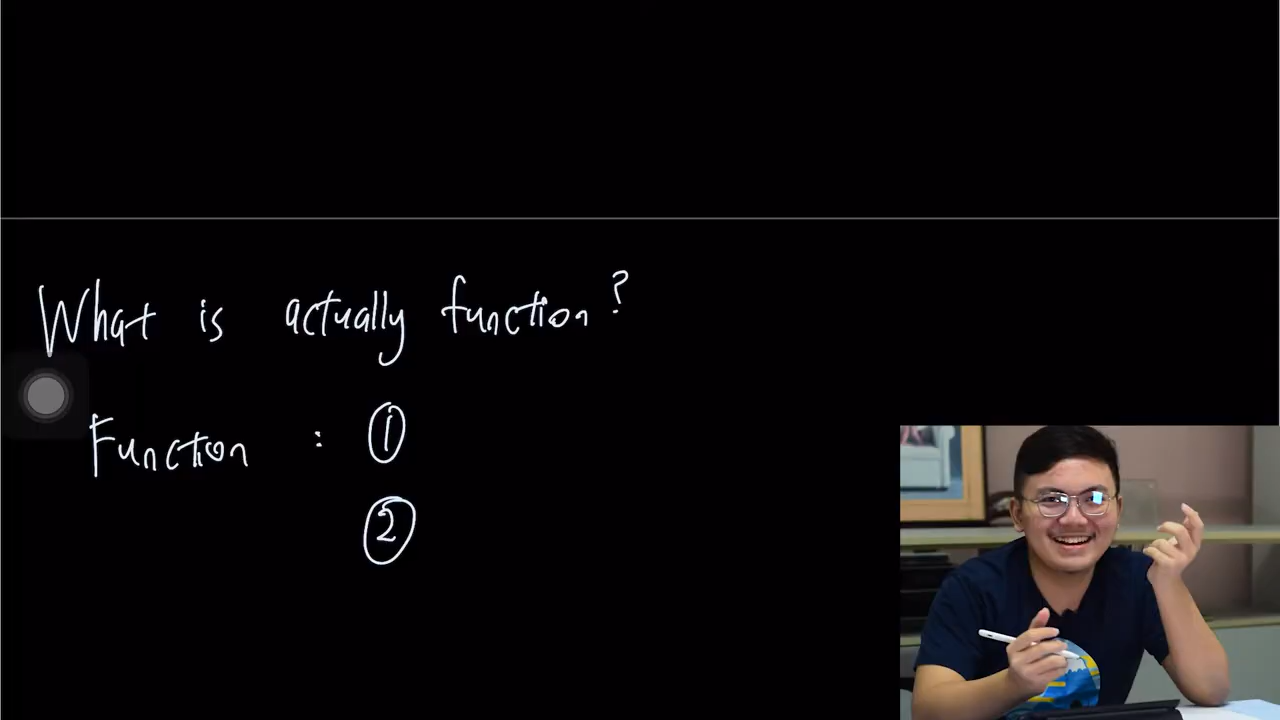 What is actually function?
Function : ①
②